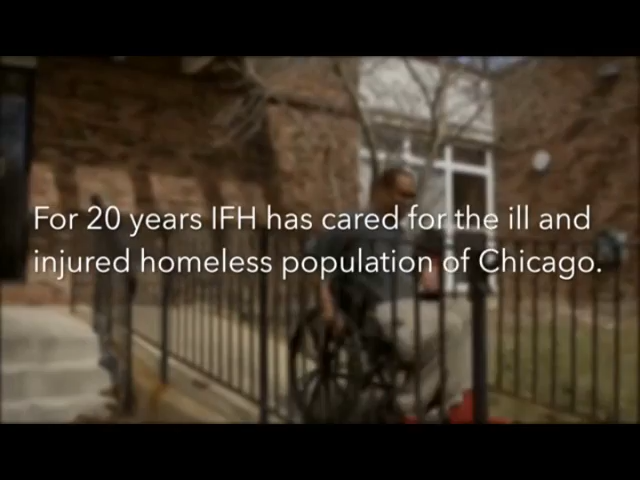 For 20 years IFH has cared for the ill and
injured homeless population of Chicago.